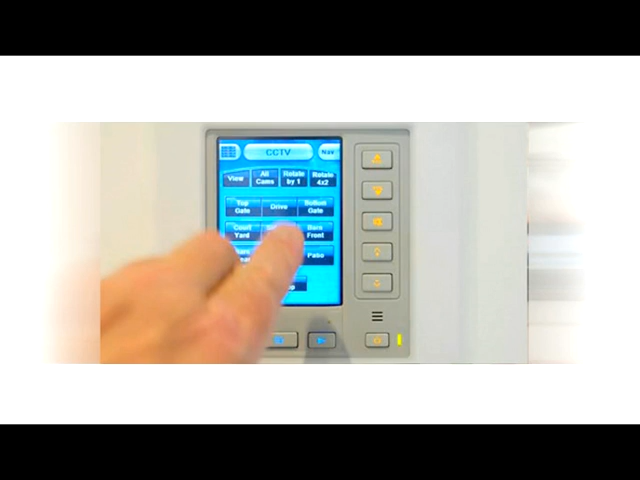 CCTV
Nav
View
All Cams
Rotate by 1
Rotate 4x2
Top Gate
Drive
Bottom Gate
Court Yard
Barn Front
Patio